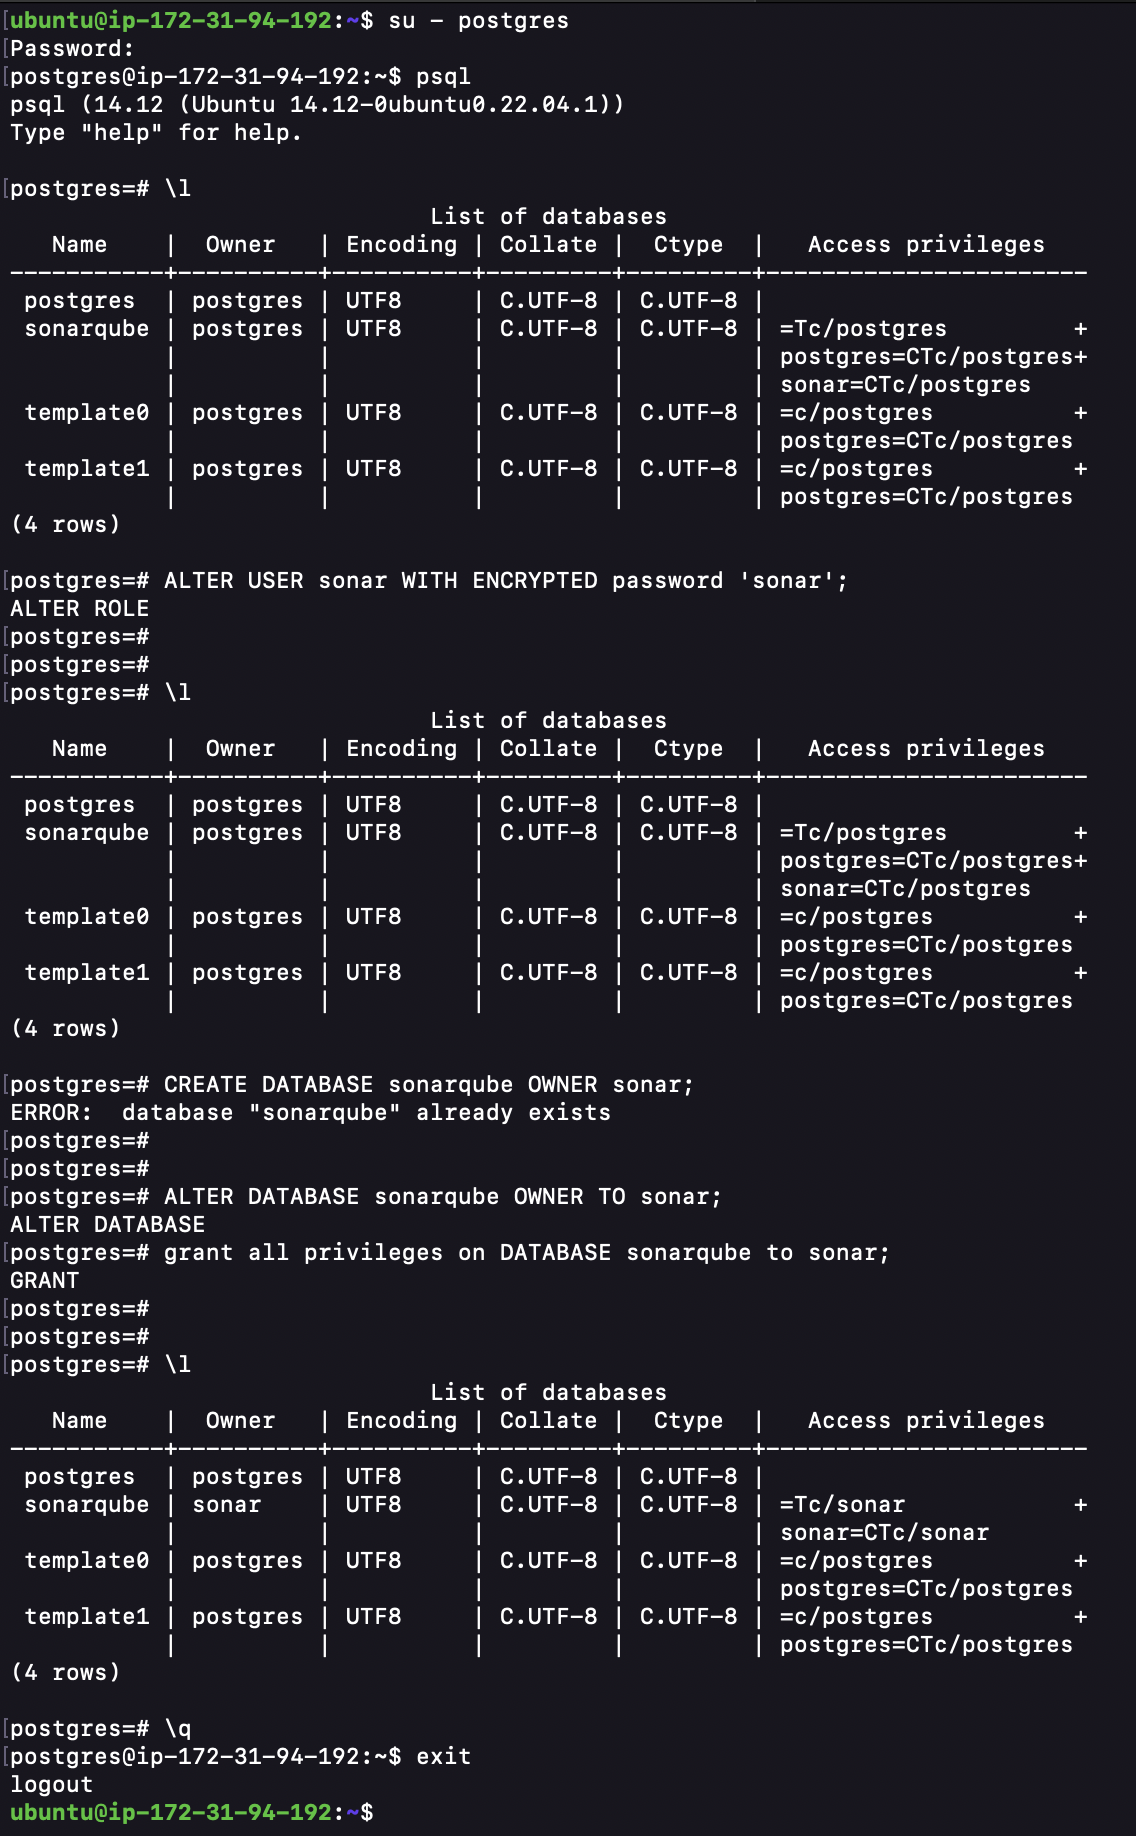 [ubuntu@ip-172-31-94-192:~$ su - postgres
[Password:
[postgres@ip-172-31-94-192:~$ psql
psql (14.12 (Ubuntu 14.12-0ubuntu0.22.04.1))
Type "help" for help.

[postgres=# \l
                              List of databases
   Name    |  Owner   | Encoding | Collate |  Ctype  |   Access privileges
-----------+----------+----------+---------+---------+-----------------------
 postgres  | postgres | UTF8     | C.UTF-8 | C.UTF-8 |
 sonarqube | postgres | UTF8     | C.UTF-8 | C.UTF-8 | =Tc/postgres         +
           |          |          |         |         | postgres=CTc/postgres+
           |          |          |         |         | sonar=CTc/postgres
 template0 | postgres | UTF8     | C.UTF-8 | C.UTF-8 | =c/postgres          +
           |          |          |         |         | postgres=CTc/postgres
 template1 | postgres | UTF8     | C.UTF-8 | C.UTF-8 | =c/postgres          +
           |          |          |         |         | postgres=CTc/postgres
(4 rows)

[postgres=# ALTER USER sonar WITH ENCRYPTED password 'sonar';
ALTER ROLE
[postgres=#
[postgres=#
[postgres=# \l
                              List of databases
   Name    |  Owner   | Encoding | Collate |  Ctype  |   Access privileges
-----------+----------+----------+---------+---------+-----------------------
 postgres  | postgres | UTF8     | C.UTF-8 | C.UTF-8 |
 sonarqube | postgres | UTF8     | C.UTF-8 | C.UTF-8 | =Tc/postgres         +
           |          |          |         |         | postgres=CTc/postgres+
           |          |          |         |         | sonar=CTc/postgres
 template0 | postgres | UTF8     | C.UTF-8 | C.UTF-8 | =c/postgres          +
           |          |          |         |         | postgres=CTc/postgres
 template1 | postgres | UTF8     | C.UTF-8 | C.UTF-8 | =c/postgres          +
           |          |          |         |         | postgres=CTc/postgres
(4 rows)

[postgres=# CREATE DATABASE sonarqube OWNER sonar;
ERROR:  database "sonarqube" already exists
[postgres=#
[postgres=#
[postgres=# ALTER DATABASE sonarqube OWNER TO sonar;
ALTER DATABASE
[postgres=# grant all privileges on DATABASE sonarqube to sonar;
GRANT
[postgres=#
[postgres=#
[postgres=# \l
                              List of databases
   Name    |  Owner   | Encoding | Collate |  Ctype  |   Access privileges
-----------+----------+----------+---------+---------+-----------------------
 postgres  | postgres | UTF8     | C.UTF-8 | C.UTF-8 |
 sonarqube | sonar    | UTF8     | C.UTF-8 | C.UTF-8 | =Tc/sonar            +
           |          |          |         |         | sonar=CTc/sonar
 template0 | postgres | UTF8     | C.UTF-8 | C.UTF-8 | =c/postgres          +
           |          |          |         |         | postgres=CTc/postgres
 template1 | postgres | UTF8     | C.UTF-8 | C.UTF-8 | =c/postgres          +
           |          |          |         |         | postgres=CTc/postgres
(4 rows)

[postgres=# \q
[postgres@ip-172-31-94-192:~$ exit
logout
ubuntu@ip-172-31-94-192:~$